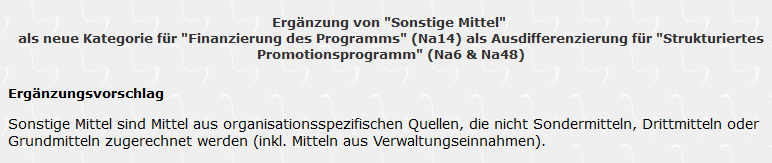 Ergänzung von "Sonstige Mittel"
als neue Kategorie für "Finanzierung des Programms" (Na14) als Ausdifferenzierung für "Strukturiertes
Promotionsprogramm" (Na6 & Na48)
Ergänzungsvorschlag
Sonstige Mittel sind Mittel aus organisationsspezifischen Quellen, die nicht Sondermitteln, Drittmitteln oder
Grundmitteln zugerechnet werden (inkl. Mitteln aus Verwaltungseinnahmen).